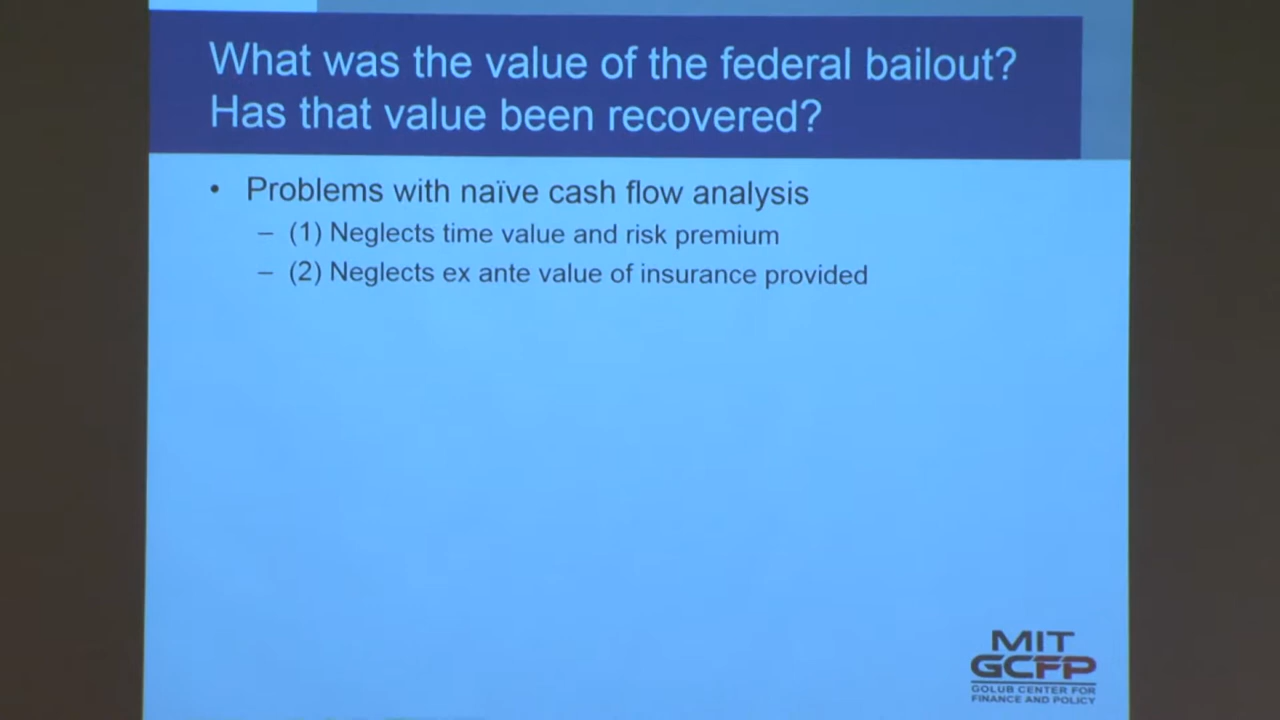 What was the value of the federal bailout?
Has that value been recovered?
• Problems with naïve cash flow analysis
– (1) Neglects time value and risk premium
– (2) Neglects ex ante value of insurance provided
MIT
GCFP
GOLUB CENTER FOR
FINANCE AND POLICY